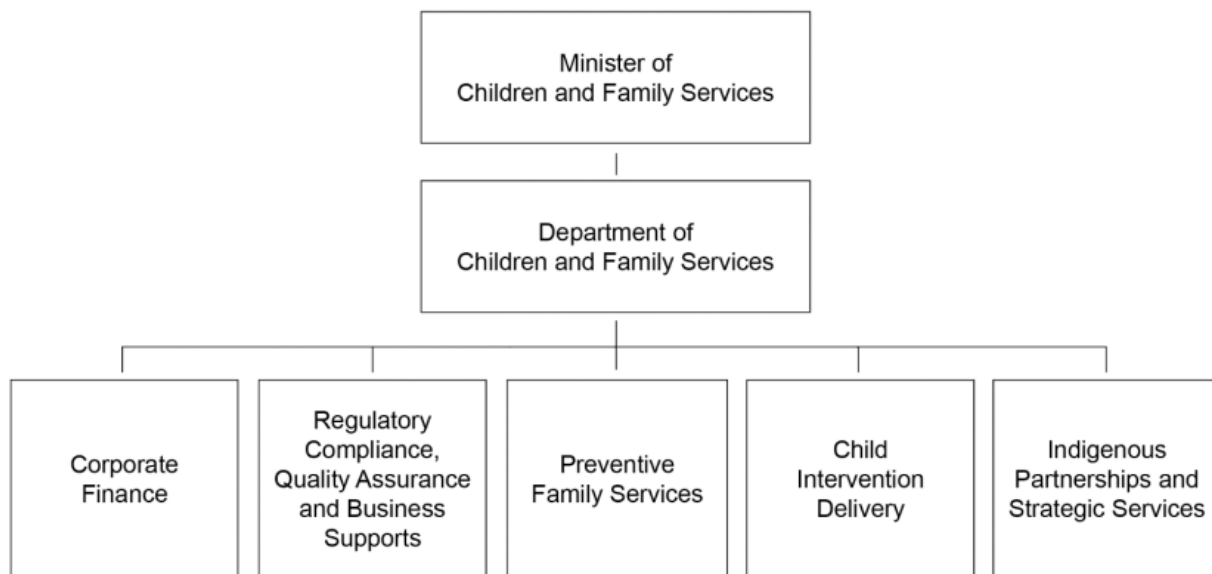 Minister of
Children and Family Services
Department of
Children and Family Services
Corporate
Finance
Regulatory
Compliance,
Quality Assurance
and Business
Supports
Preventive
Family Services
Child
Intervention
Delivery
Indigenous
Partnerships and
Strategic Services